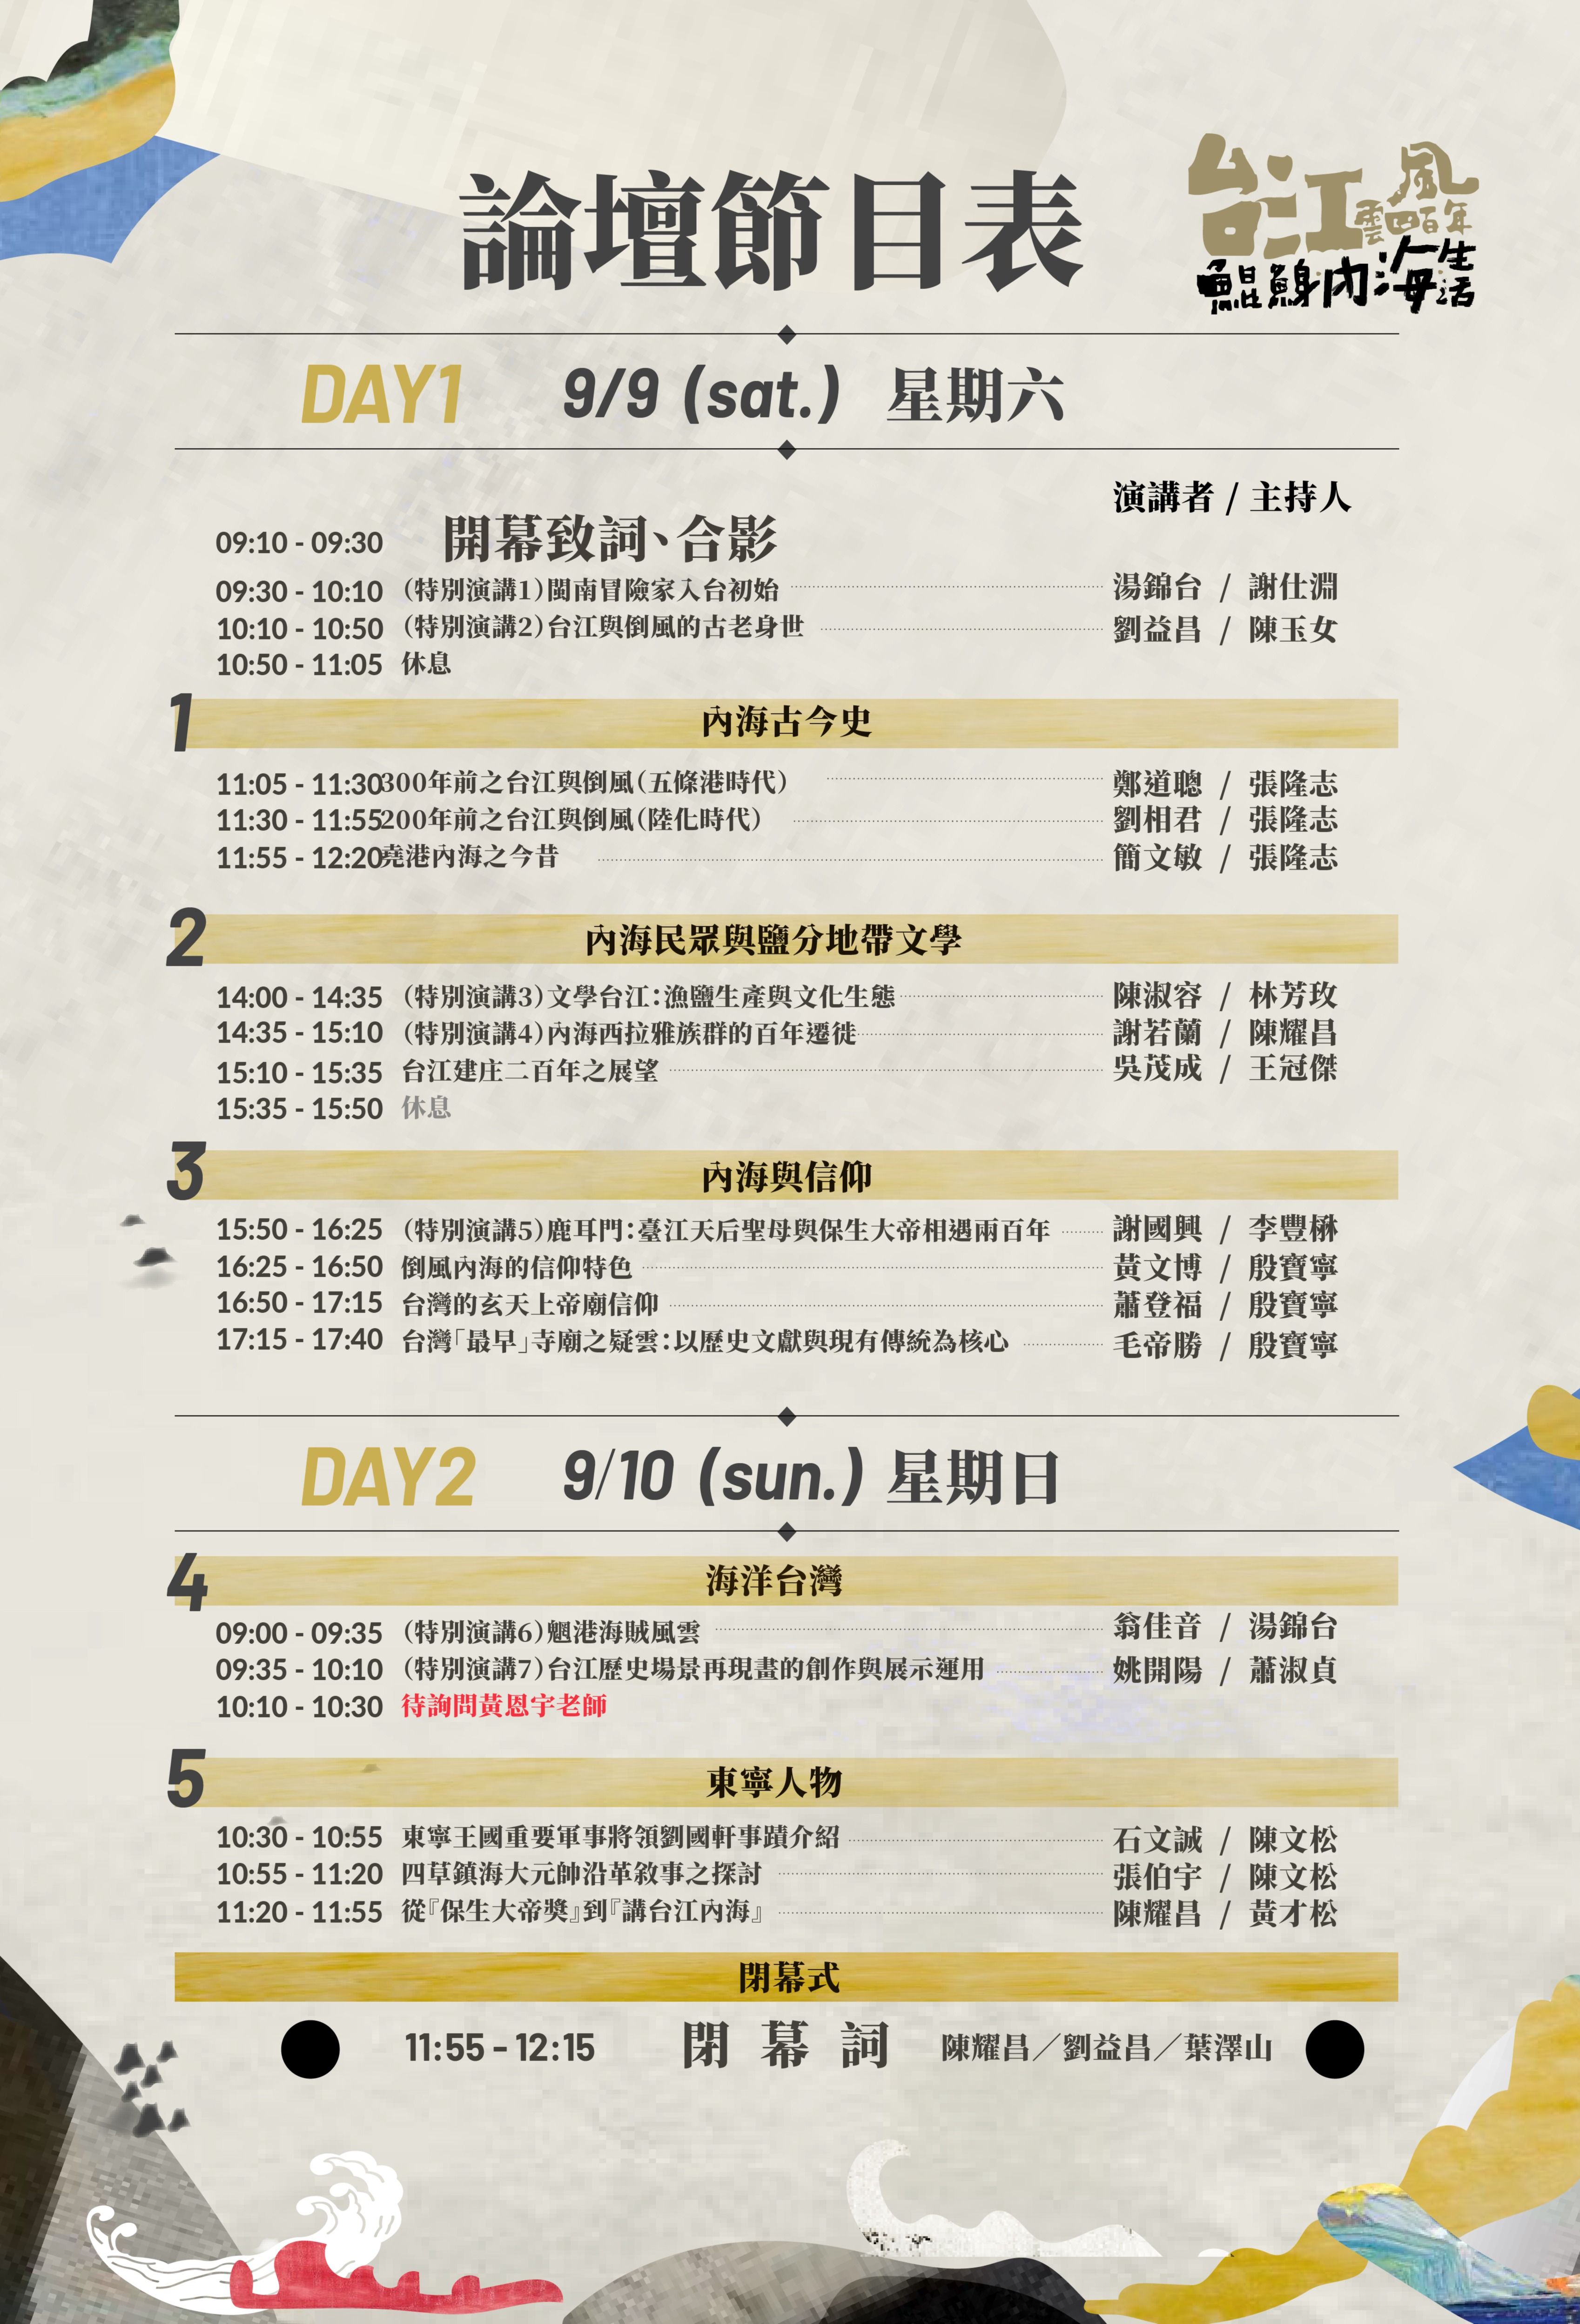 論壇節目表
台江風
雲四百年
鯤鯓內海生活
DAY1 9/9 (sat.) 星期六
演講者 / 主持人
09:10 - 09:30 開幕致詞、合影
09:30 - 10:10 (特別演講1)閩南冒險家入台初始 湯錦台 / 謝仕淵
10:10 - 10:50 (特別演講2)台江與倒風的古老身世 劉益昌 / 陳玉女
10:50 - 11:05 休息
1 內海古今史
11:05 - 11:30 300年前之台江與倒風(五條港時代) 鄭道聰 / 張隆志
11:30 - 11:55 200年前之台江與倒風(陸化時代) 劉相君 / 張隆志
11:55 - 12:20 堯港內海之今昔 簡文敏 / 張隆志
2 內海民眾與鹽分地帶文學
14:00 - 14:35 (特別演講3)文學台江:漁鹽生產與文化生態 陳淑容 / 林芳玫
14:35 - 15:10 (特別演講4)內海西拉雅族群的百年遷徙 謝若蘭 / 陳耀昌
15:10 - 15:35 台江建庄二百年之展望 吳茂成 / 王冠傑
15:35 - 15:50 休息
3 內海與信仰
15:50 - 16:25 (特別演講5)鹿耳門:臺江天后聖母與保生大帝相遇兩百年 謝國興 / 李豐楙
16:25 - 16:50 倒風內海的信仰特色 黃文博 / 殷寶寧
16:50 - 17:15 台灣的玄天上帝廟信仰 蕭登福 / 殷寶寧
17:15 - 17:40 台灣「最早」寺廟之疑雲:以歷史文獻與現有傳統為核心 毛帝勝 / 殷寶寧
DAY2 9/10 (sun.) 星期日
4 海洋台灣
09:00 - 09:35 (特別演講6)魍港海賊風雲 翁佳音 / 湯錦台
09:35 - 10:10 (特別演講7)台江歷史場景再現畫的創作與展示運用 姚開陽 / 蕭淑貞
10:10 - 10:30 待詢問黃恩宇老師
5 東寧人物
10:30 - 10:55 東寧王國重要軍事將領劉國軒事蹟介紹 石文誠 / 陳文松
10:55 - 11:20 四草鎮海大元帥沿革敘事之探討 張伯宇 / 陳文松
11:20 - 11:55 從『保生大帝獎』到『講台江內海』 陳耀昌 / 黃才松
閉幕式
11:55 - 12:15 閉幕詞 陳耀昌／劉益昌／葉澤山